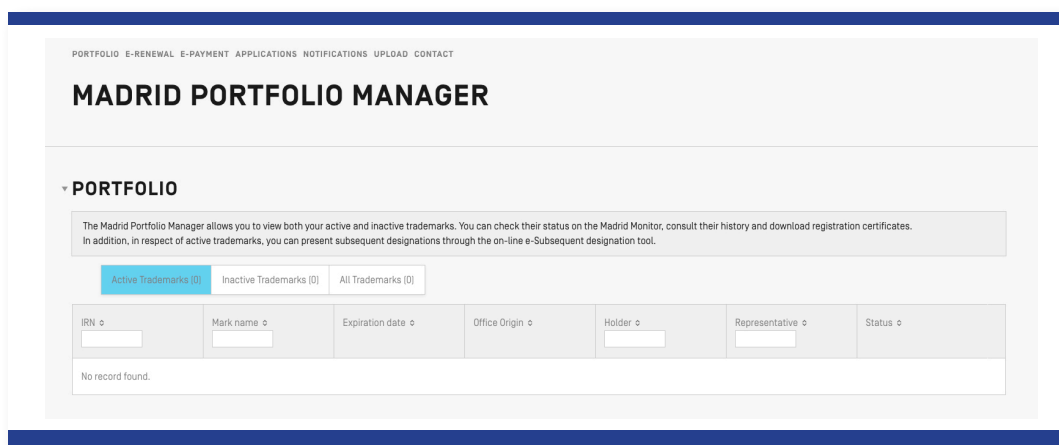 PORTFOLIO E-RENEWAL E-PAYMENT APPLICATIONS NOTIFICATIONS UPLOAD CONTACT
MADRID PORTFOLIO MANAGER
PORTFOLIO
The Madrid Portfolio Manager allows you to view both your active and inactive trademarks. You can check their status on the Madrid Monitor, consult their history and download registration certificates.
In addition, in respect of active trademarks, you can present subsequent designations through the on-line e-Subsequent designation tool.
Active Trademarks (0) Inactive Trademarks (0) All Trademarks (0)
IRN Mark name Expiration date Office Origin Holder Representative Status
No record found.